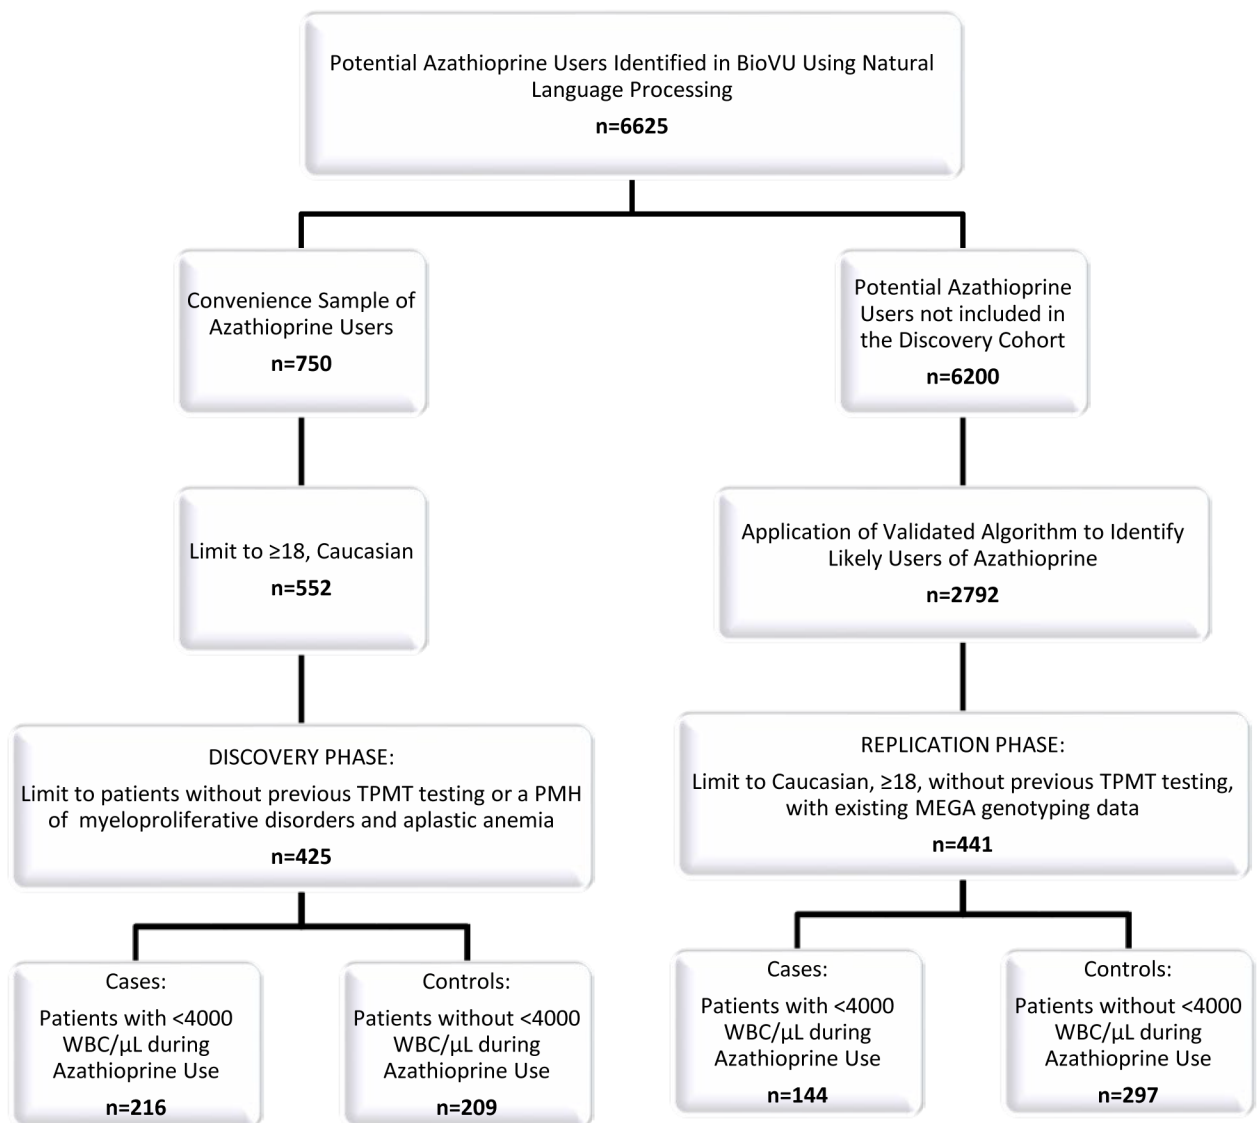 Potential Azathioprine Users Identified in BioVU Using Natural
Language Processing
n=6625
Convenience Sample of
Azathioprine Users
n=750
Potential Azathioprine
Users not included in
the Discovery Cohort
n=6200
Limit to ≥18, Caucasian
n=552
Application of Validated Algorithm to Identify
Likely Users of Azathioprine
n=2792
DISCOVERY PHASE:
Limit to patients without previous TPMT testing or a PMH
of myeloproliferative disorders and aplastic anemia
n=425
REPLICATION PHASE:
Limit to Caucasian, ≥18, without previous TPMT testing,
with existing MEGA genotyping data
n=441
Cases:
Patients with <4000
WBC/µL during
Azathioprine Use
n=216
Controls:
Patients without <4000
WBC/µL during
Azathioprine Use
n=209
Cases:
Patients with <4000
WBC/µL during
Azathioprine Use
n=144
Controls:
Patients without <4000
WBC/µL during
Azathioprine Use
n=297